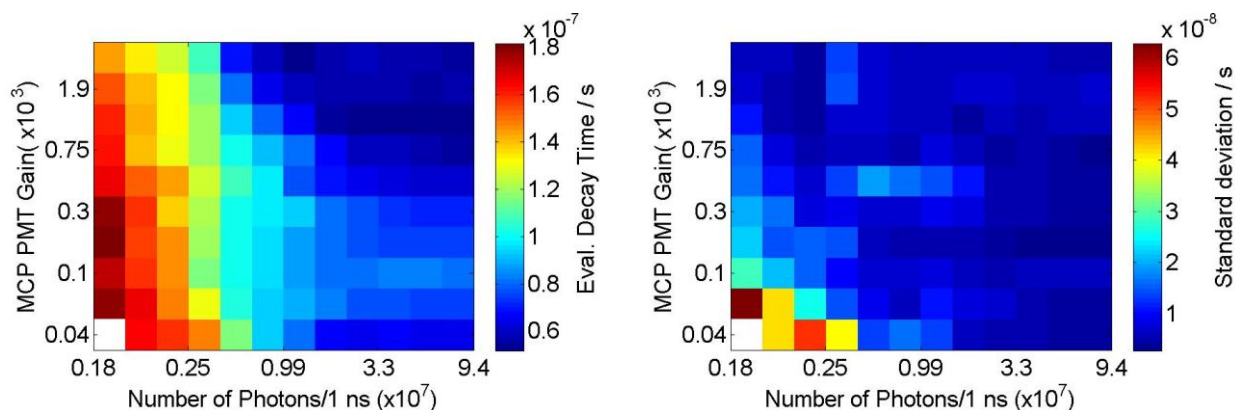 x 10⁻⁷
1.8
1.6
1.4
1.2
1
0.8
0.6
Eval. Decay Time / s
MCP PMT Gain( x10³)
1.9
0.75
0.3
0.1
0.04
0.18 0.25 0.99 3.3 9.4
Number of Photons/1 ns (x10⁷)
x 10⁻⁸
6
5
4
3
2
1
Standard deviation / s
MCP PMT Gain( x10³)
1.9
0.75
0.3
0.1
0.04
0.18 0.25 0.99 3.3 9.4
Number of Photons/1 ns (x10⁷)